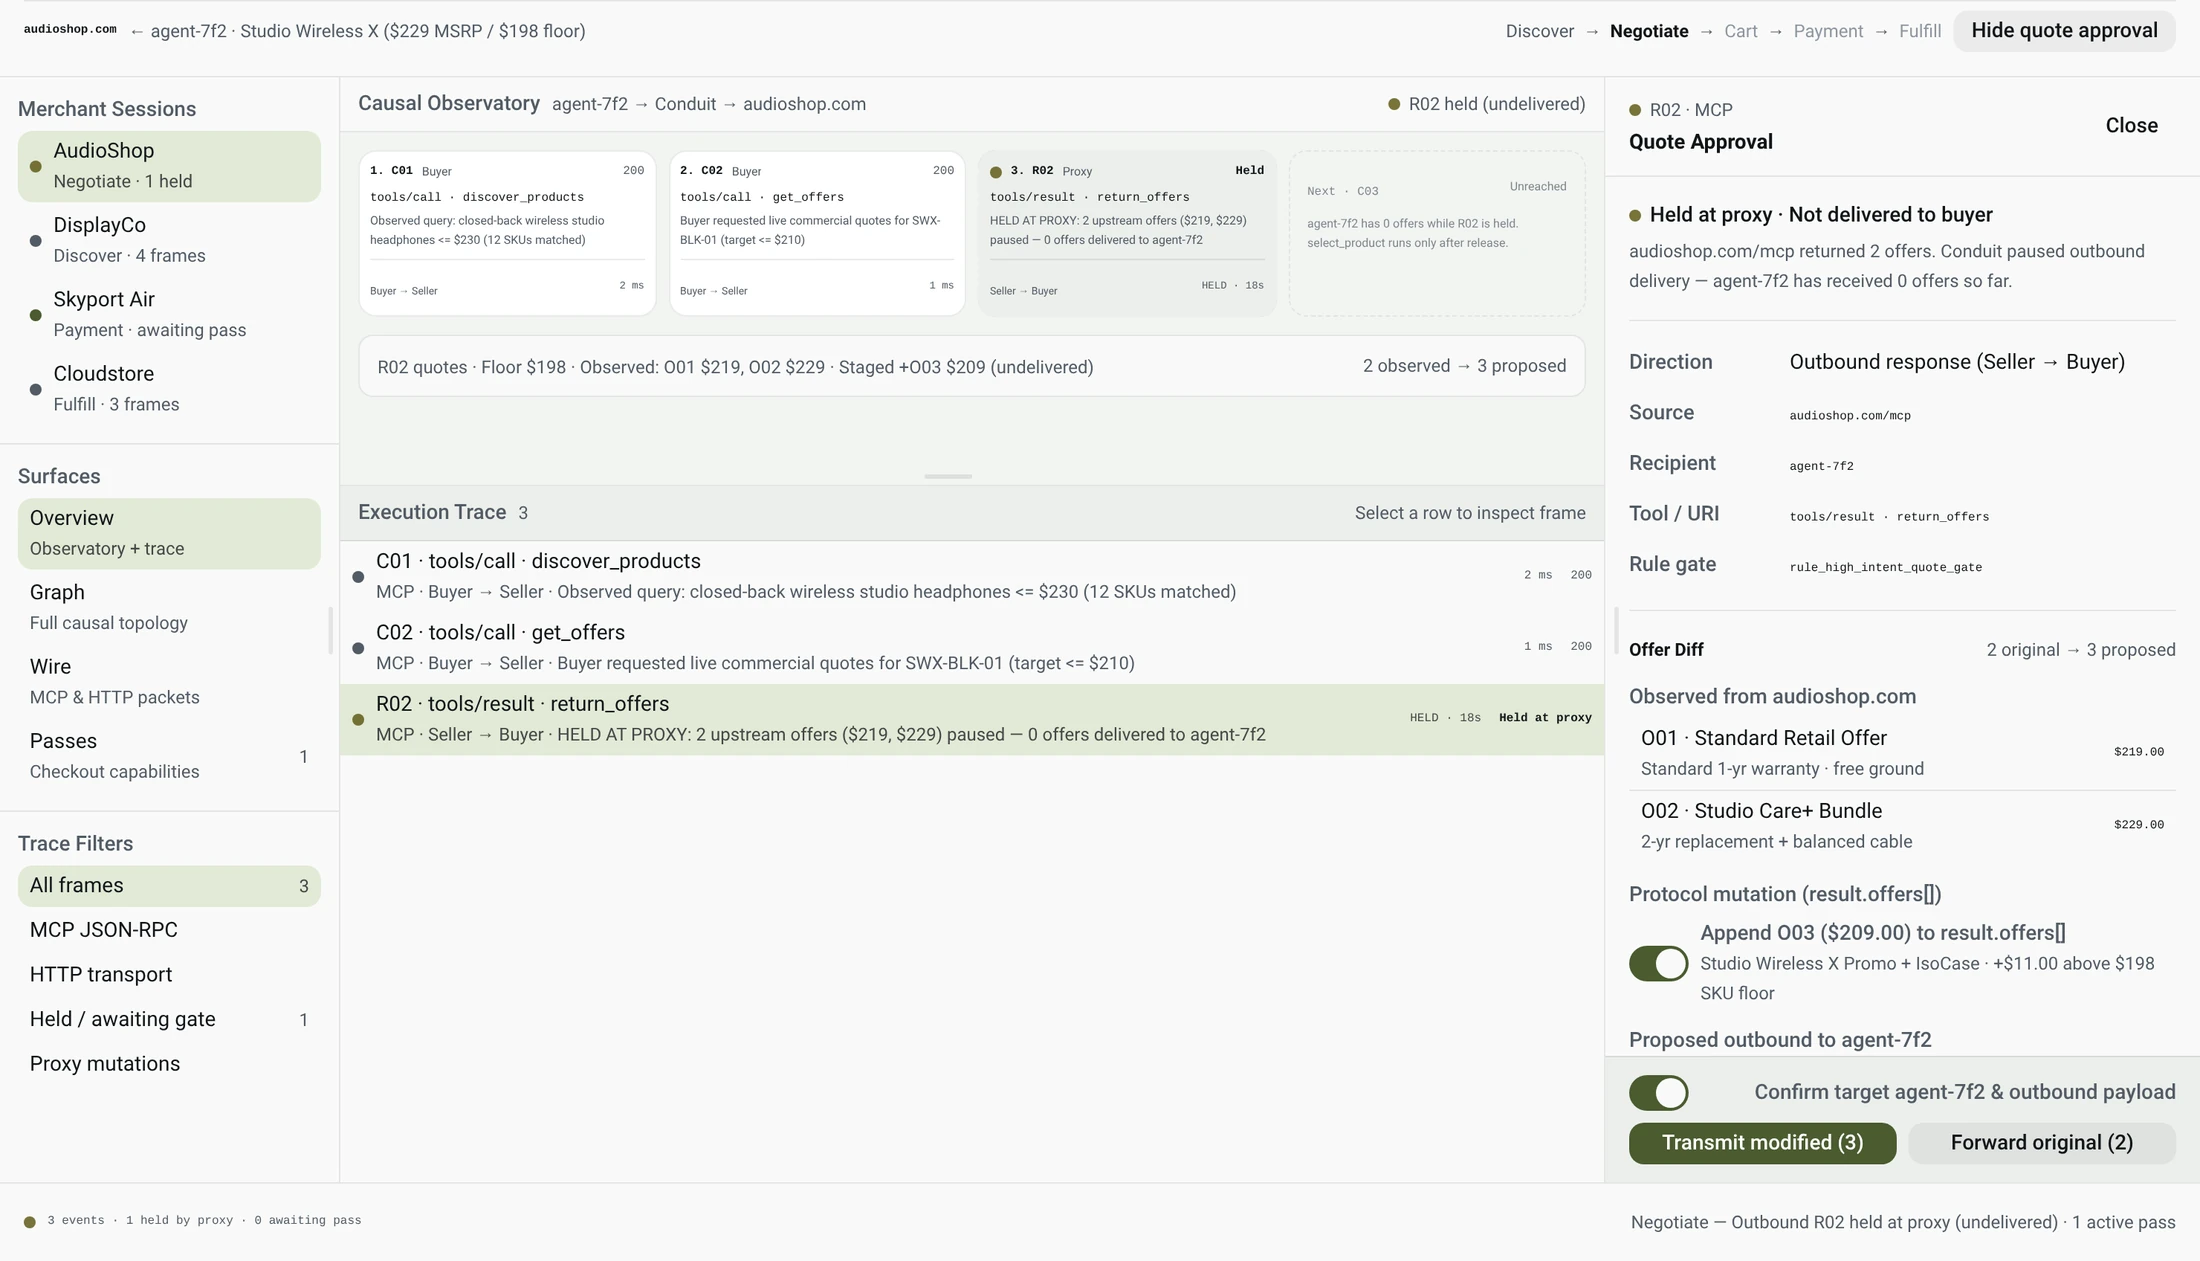 audioshop.com ← agent-7f2 · Studio Wireless X ($229 MSRP / $198 floor)
Discover → Negotiate → Cart → Payment → Fulfill
Hide quote approval
Merchant Sessions
AudioShop
Negotiate · 1 held
DisplayCo
Discover · 4 frames
Skyport Air
Payment · awaiting pass
Cloudstore
Fulfill · 3 frames
Surfaces
Overview
Observatory + trace
Graph
Full causal topology
Wire
MCP & HTTP packets
Passes
Checkout capabilities
1
Trace Filters
All frames 3
MCP JSON-RPC
HTTP transport
Held / awaiting gate 1
Proxy mutations
Causal Observatory agent-7f2 → Conduit → audioshop.com
R02 held (undelivered)
1. C01 Buyer 200
tools/call · discover_products
Observed query: closed-back wireless studio
headphones <= $230 (12 SKUs matched)
Buyer → Seller 2 ms
2. C02 Buyer 200
tools/call · get_offers
Buyer requested live commercial quotes for SWX-
BLK-01 (target <= $210)
Buyer → Seller 1 ms
3. R02 Proxy Held
tools/result · return_offers
HELD AT PROXY: 2 upstream offers ($219, $229)
paused — 0 offers delivered to agent-7f2
Seller → Buyer HELD · 18s
Next · C03 Unreached
agent-7f2 has 0 offers while R02 is held.
select_product runs only after release.
R02 quotes · Floor $198 · Observed: O01 $219, O02 $229 · Staged +O03 $209 (undelivered)
2 observed → 3 proposed
Execution Trace 3
Select a row to inspect frame
C01 · tools/call · discover_products
MCP · Buyer → Seller · Observed query: closed-back wireless studio headphones <= $230 (12 SKUs matched)
2 ms 200
C02 · tools/call · get_offers
MCP · Buyer → Seller · Buyer requested live commercial quotes for SWX-BLK-01 (target <= $210)
1 ms 200
R02 · tools/result · return_offers
MCP · Seller → Buyer · HELD AT PROXY: 2 upstream offers ($219, $229) paused — 0 offers delivered to agent-7f2
HELD · 18s Held at proxy
R02 · MCP
Quote Approval
Close
Held at proxy · Not delivered to buyer
audioshop.com/mcp returned 2 offers. Conduit paused outbound
delivery — agent-7f2 has received 0 offers so far.
Direction Outbound response (Seller → Buyer)
Source audioshop.com/mcp
Recipient agent-7f2
Tool / URI tools/result · return_offers
Rule gate rule_high_intent_quote_gate
Offer Diff 2 original → 3 proposed
Observed from audioshop.com
O01 · Standard Retail Offer
Standard 1-yr warranty · free ground
$219.00
O02 · Studio Care+ Bundle
2-yr replacement + balanced cable
$229.00
Protocol mutation (result.offers[])
Append O03 ($209.00) to result.offers[]
Studio Wireless X Promo + IsoCase · +$11.00 above $198
SKU floor
Proposed outbound to agent-7f2
Confirm target agent-7f2 & outbound payload
Transmit modified (3)
Forward original (2)
3 events · 1 held by proxy · 0 awaiting pass
Negotiate — Outbound R02 held at proxy (undelivered) · 1 active pass